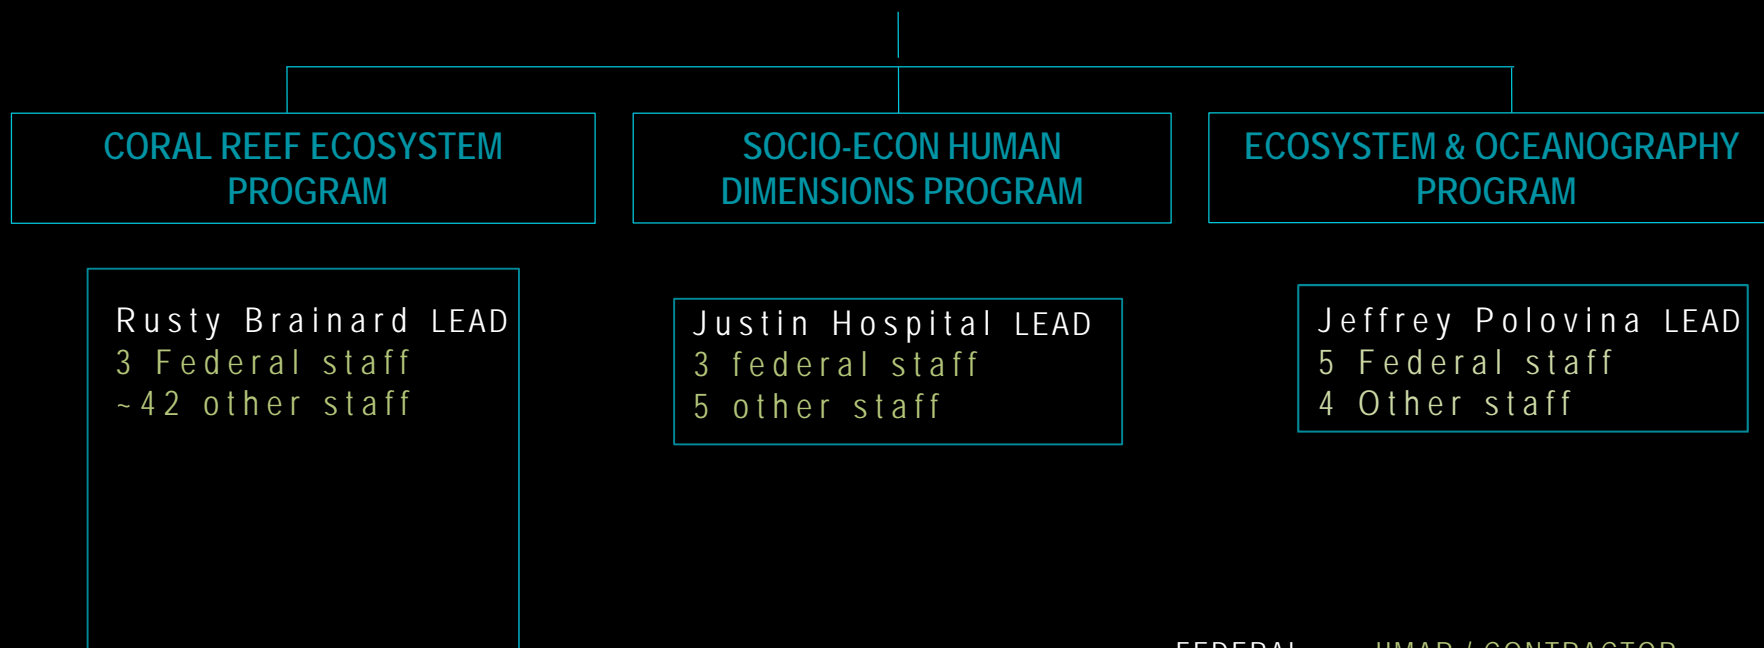 CORAL REEF ECOSYSTEM
PROGRAM
SOCIO-ECON HUMAN
DIMENSIONS PROGRAM
ECOSYSTEM & OCEANOGRAPHY
PROGRAM
Rusty Brainard LEAD
3 Federal staff
~42 other staff
Justin Hospital LEAD
3 federal staff
5 other staff
Jeffrey Polovina LEAD
5 Federal staff
4 Other staff
FEDERAL
/ CONTRACTOR